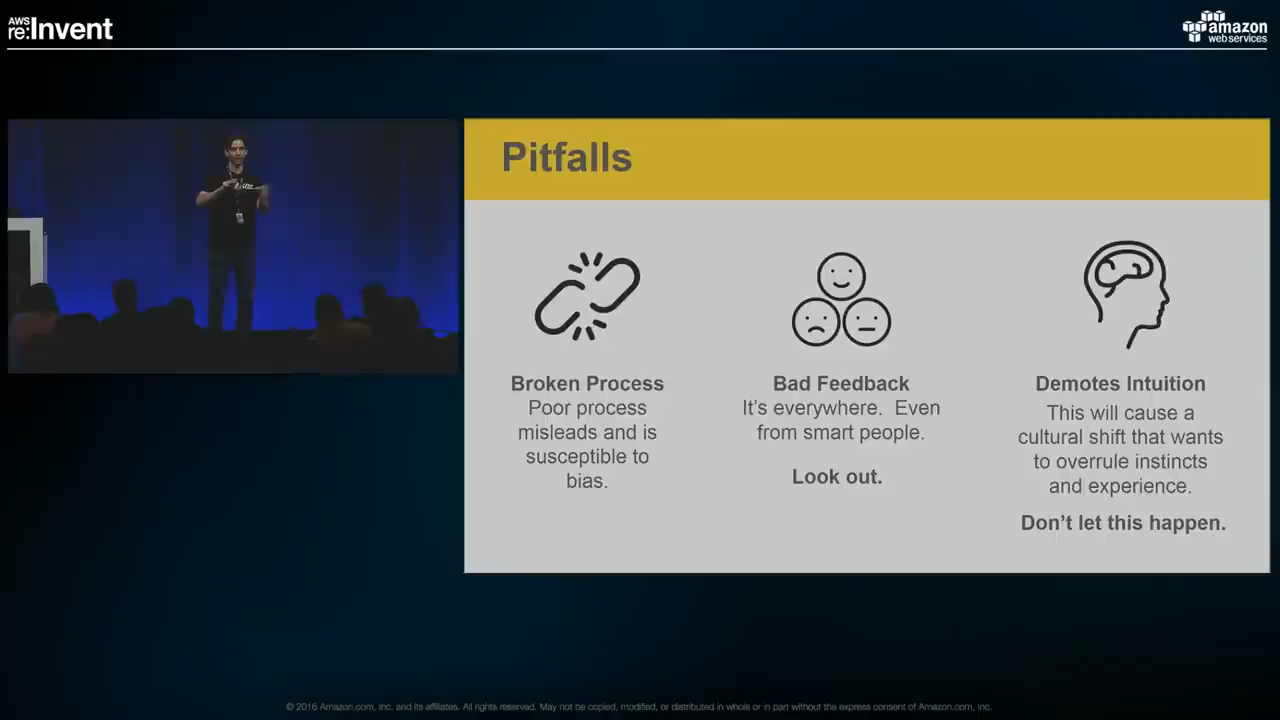 AWS
re:Invent
amazon
web services
Pitfalls
Broken Process
Poor process
misleads and is
susceptible to
bias.
Bad Feedback
It's everywhere.  Even
from smart people.
Look out.
Demotes Intuition
This will cause a
cultural shift that wants
to overrule instincts
and experience.
Don't let this happen.
© 2016 Amazon.com, Inc. and its affiliates. All rights reserved. May not be copied, modified, or distributed in whole or in part without the express consent of Amazon.com, Inc.